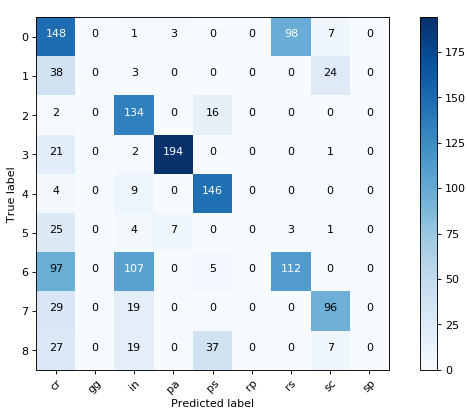 0 148 0 1 3 0 0 98 7 0
1 38 0 3 0 0 0 0 24 0
2 2 0 134 0 16 0 0 0 0
3 21 0 2 194 0 0 0 1 0
4 4 0 9 0 146 0 0 0 0
5 25 0 4 7 0 0 3 1 0
6 97 0 107 0 5 0 112 0 0
7 29 0 19 0 0 0 0 96 0
8 27 0 19 0 37 0 0 7 0
cr gg in pa ps rp rs sc sp
True label
Predicted label
175
150
125
100
75
50
25
0